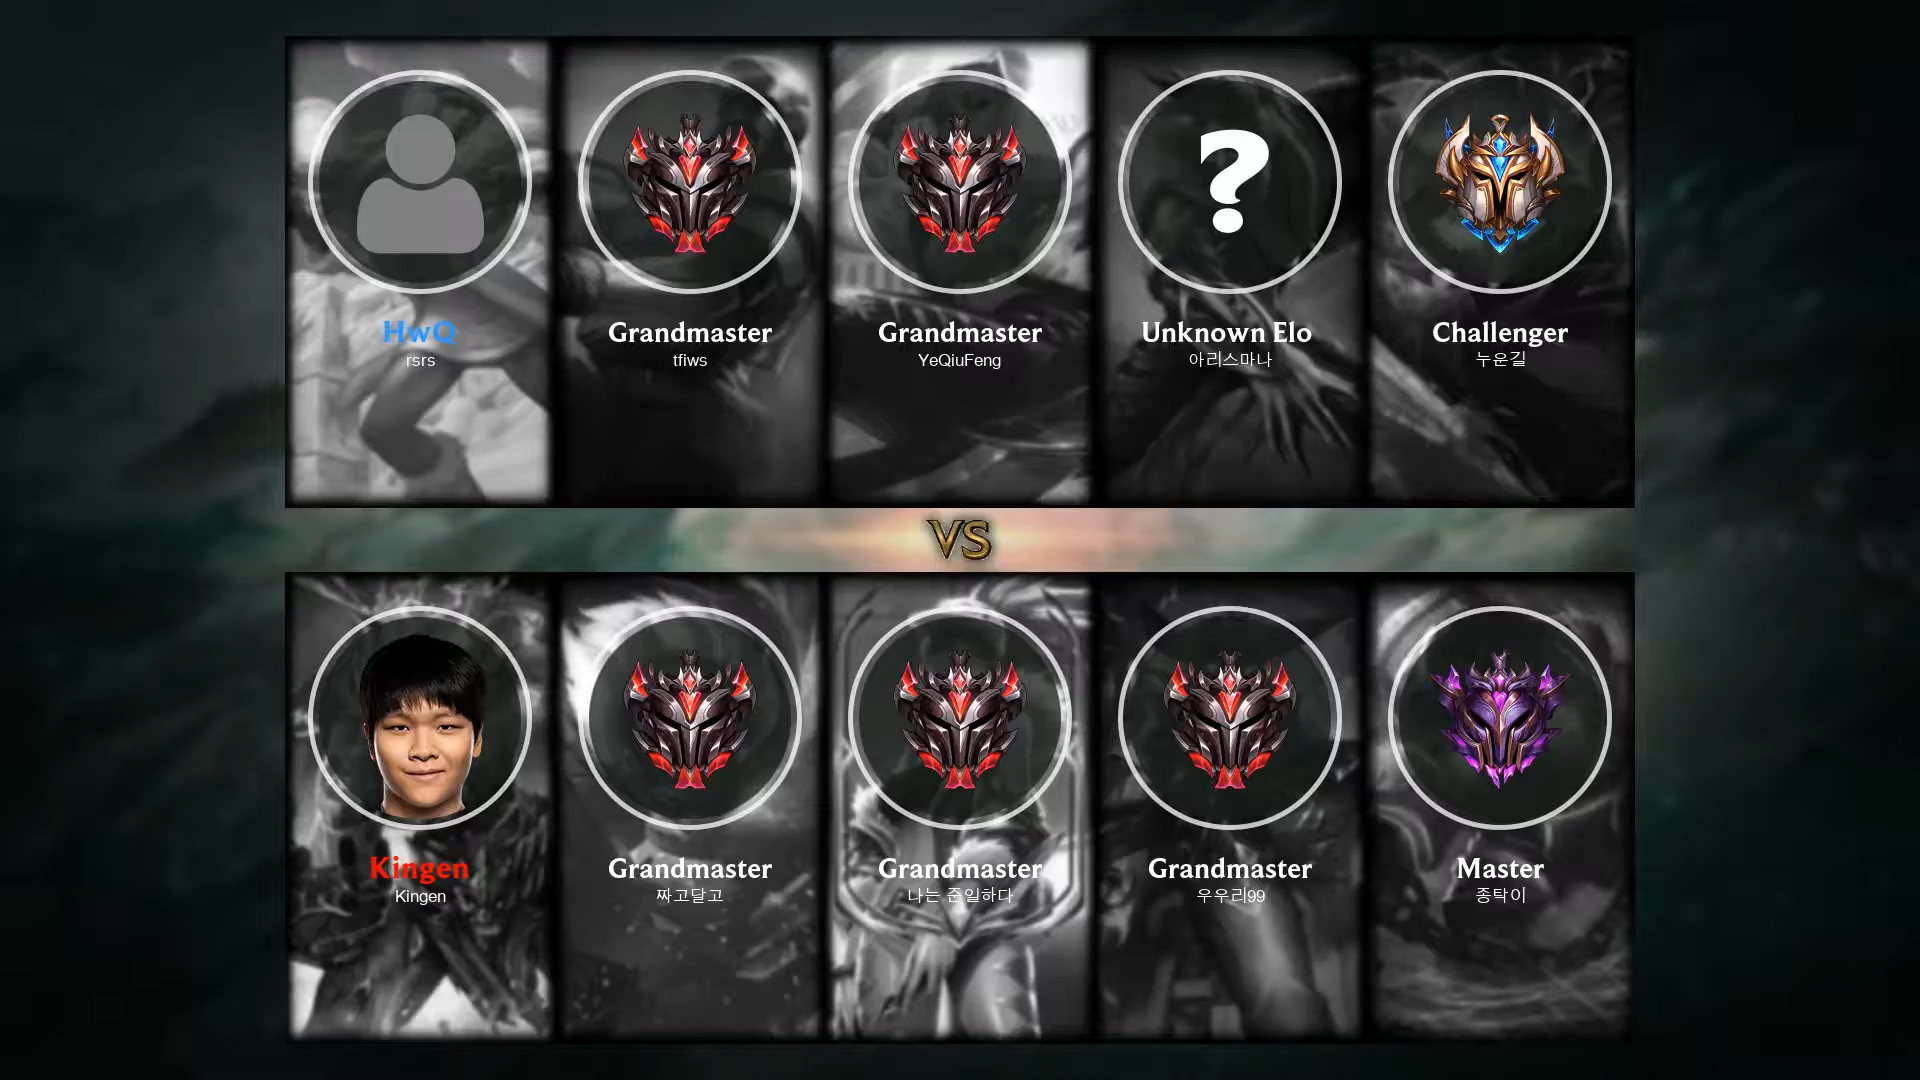 HwQ
rsrs
Grandmaster
tfiws
Grandmaster
YeQiuFeng
?
Unknown Elo
아리스마나
Challenger
누운길
VS
Kingen
Kingen
Grandmaster
짜고달고
Grandmaster
나는 준일하다
Grandmaster
우우리99
Master
종탁이